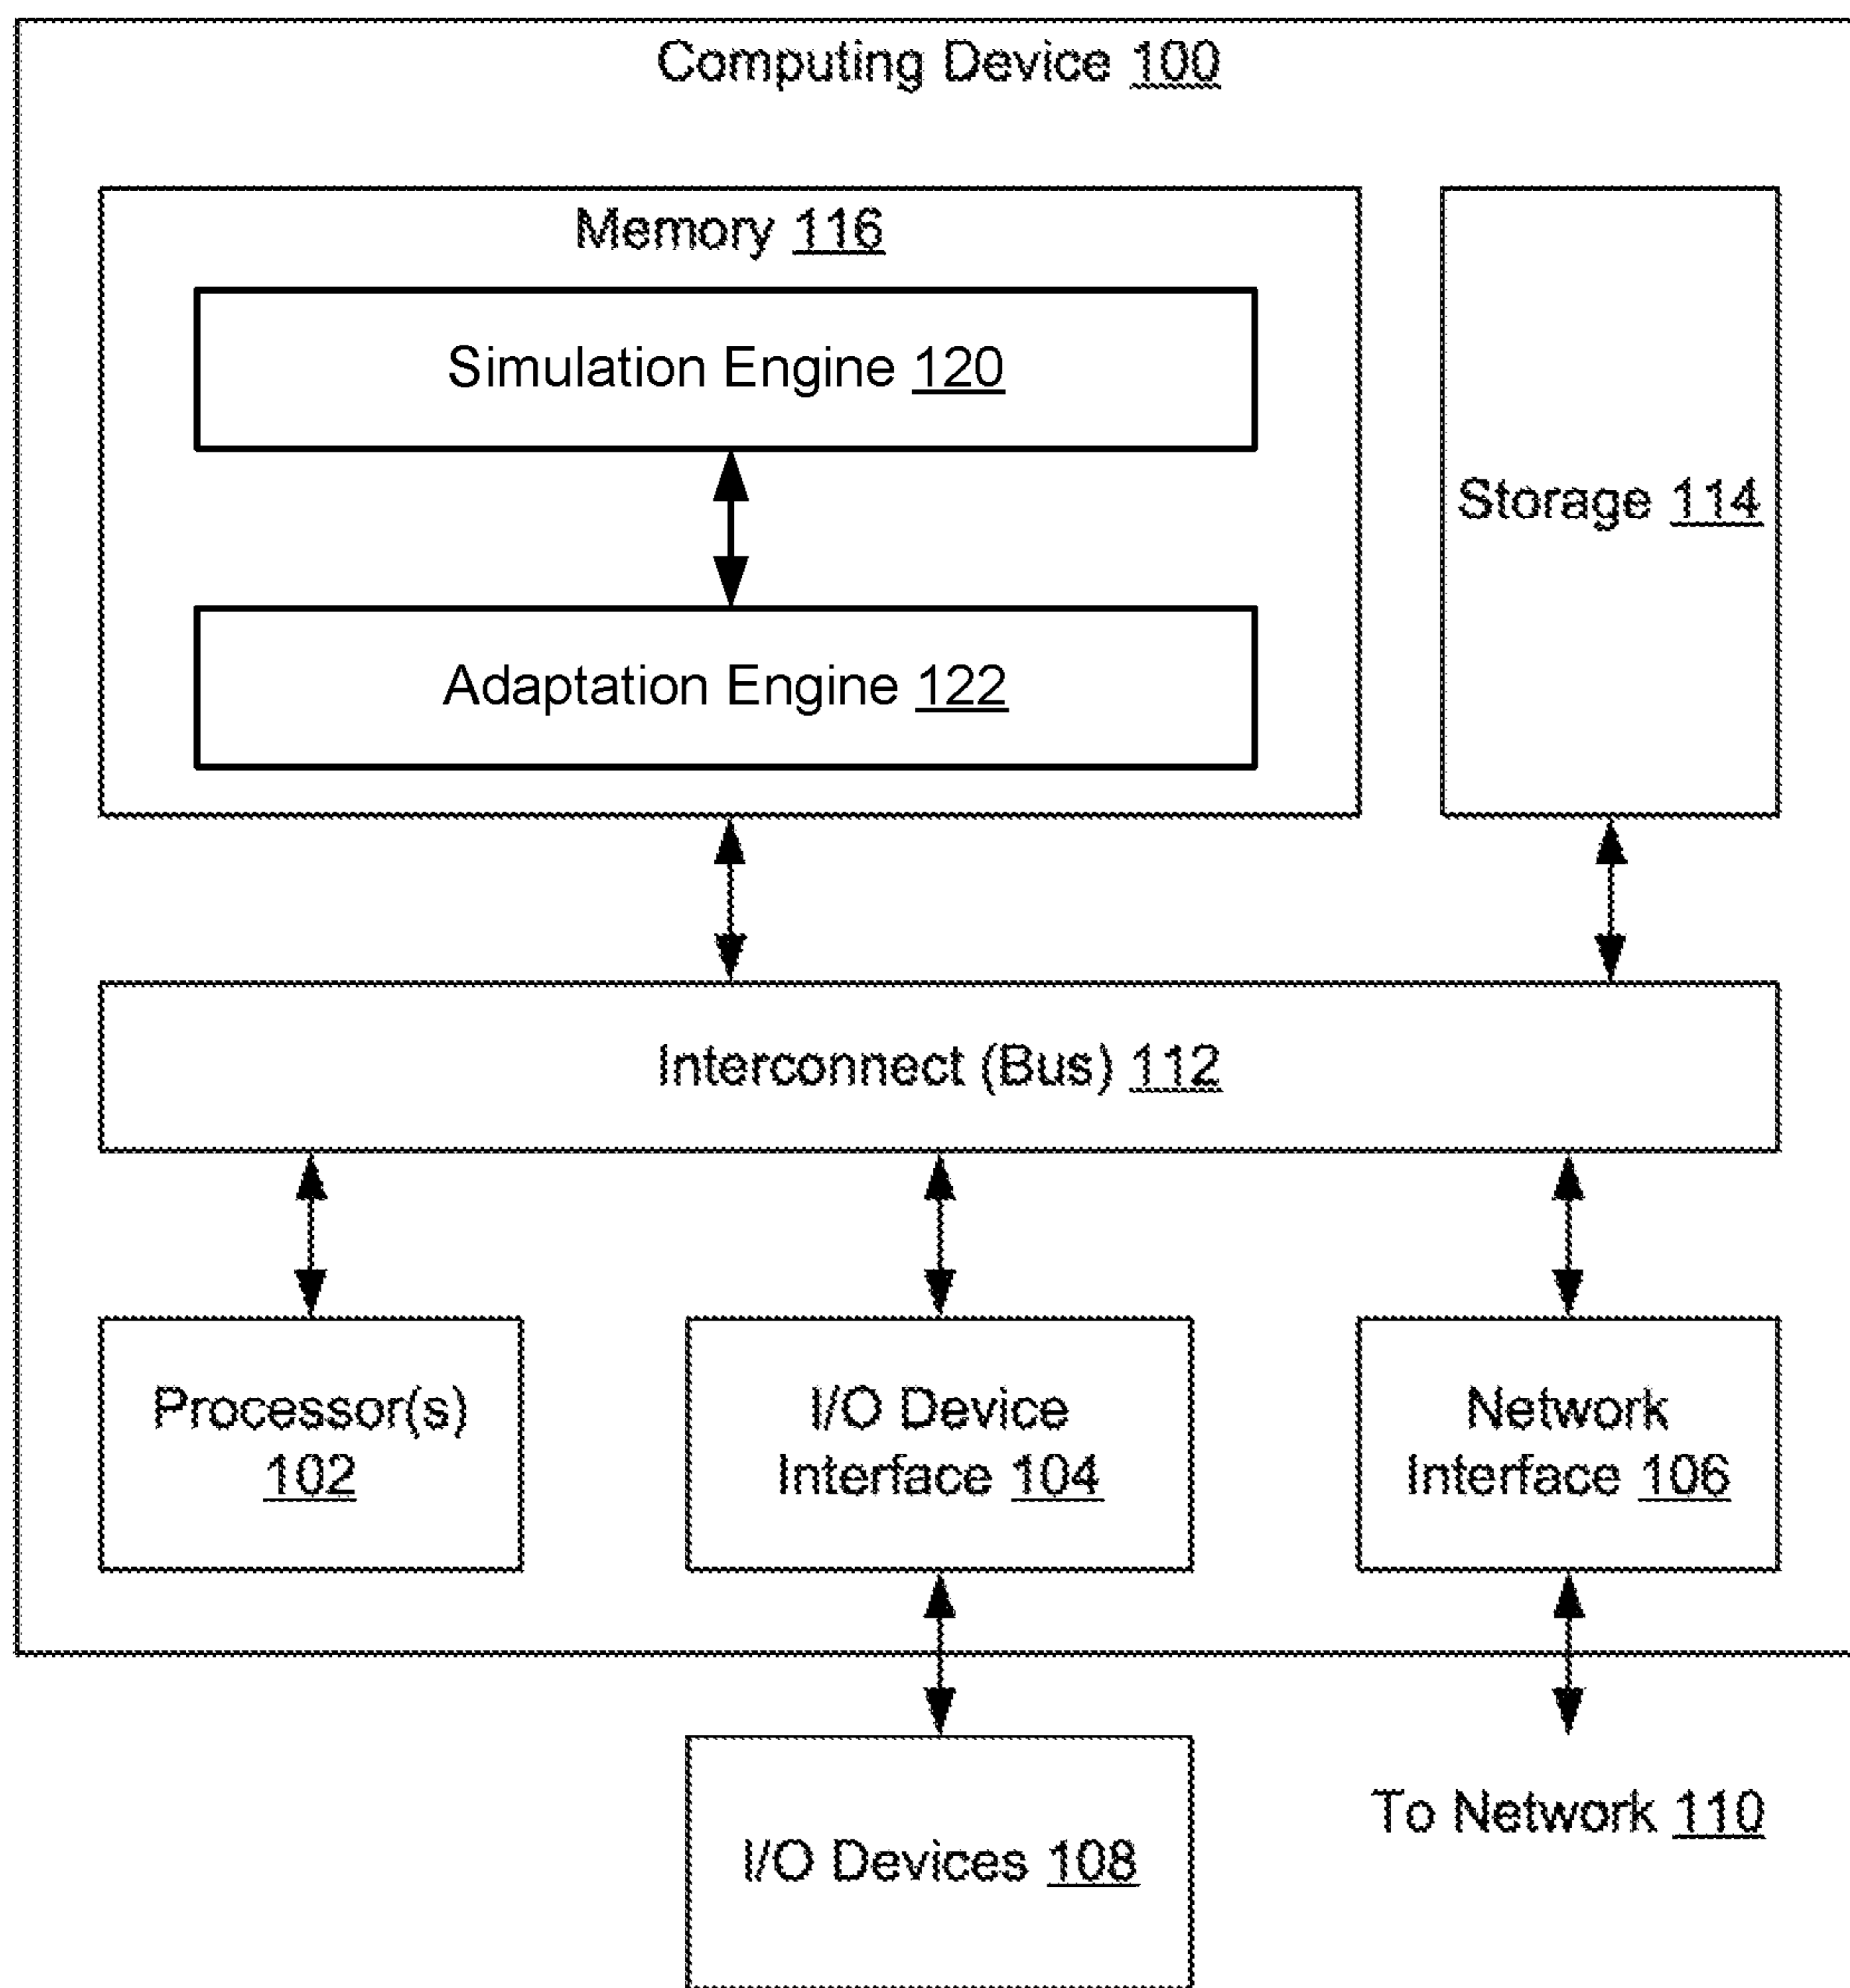 Computing Device 100
Memory 116
Simulation Engine 120
Adaptation Engine 122
Storage 114
Interconnect (Bus) 112
Processor(s)
102
I/O Device
Interface 104
Network
Interface 106
I/O Devices 108
To Network 110